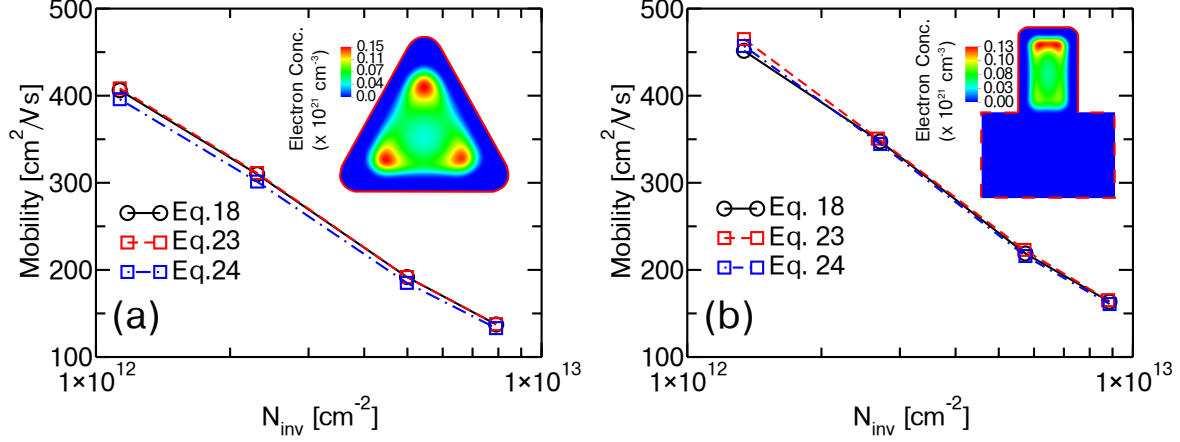 500
400
300
200
100
Mobility [cm²/Vs]
Electron Conc.
(x 10²¹ cm⁻³)
0.15
0.11
0.07
0.04
0.0
Eq.18
Eq.23
Eq.24
(a)
1×10¹²
1×10¹³
N_inv [cm⁻²]
500
400
300
200
100
Mobility [cm²/Vs]
Electron Conc.
(x 10²¹ cm⁻³)
0.13
0.10
0.08
0.03
0.00
Eq. 18
Eq. 23
Eq. 24
(b)
1×10¹²
1×10¹³
N_inv [cm⁻²]